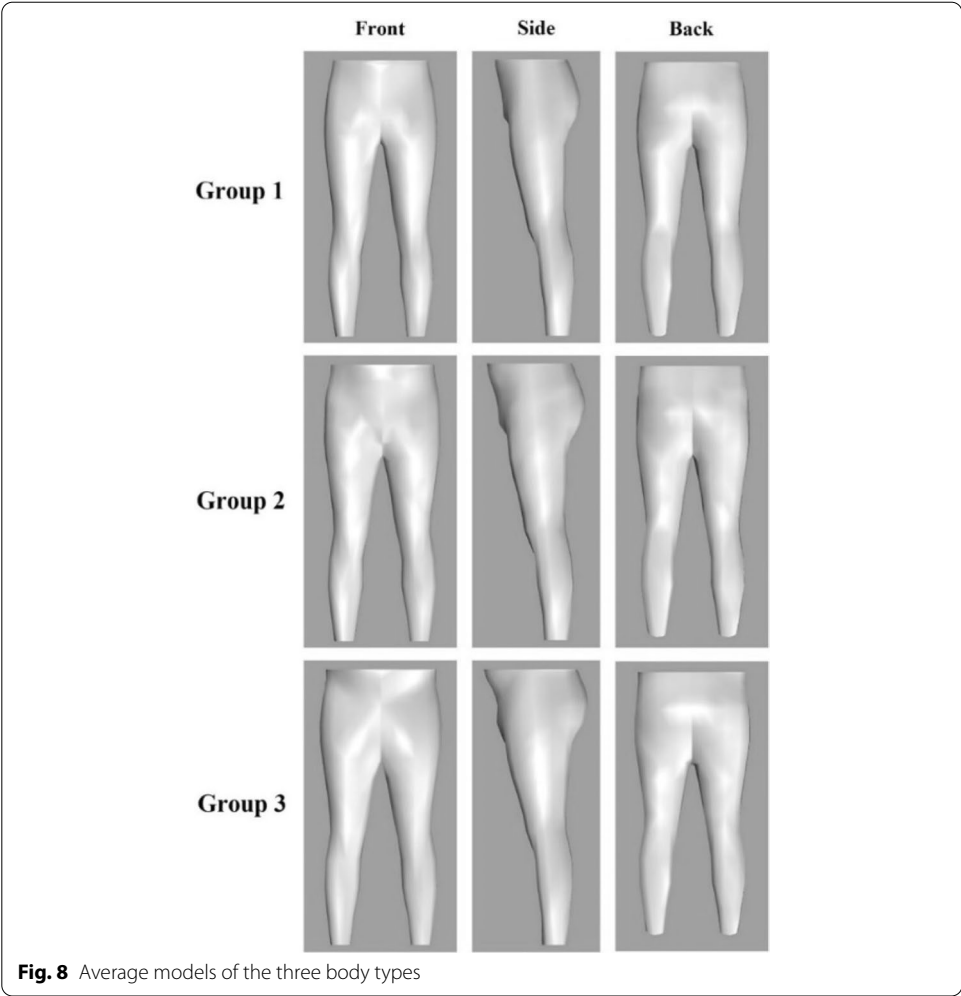 Front Side Back
Group 1
Group 2
Group 3
Fig. 8 Average models of the three body types